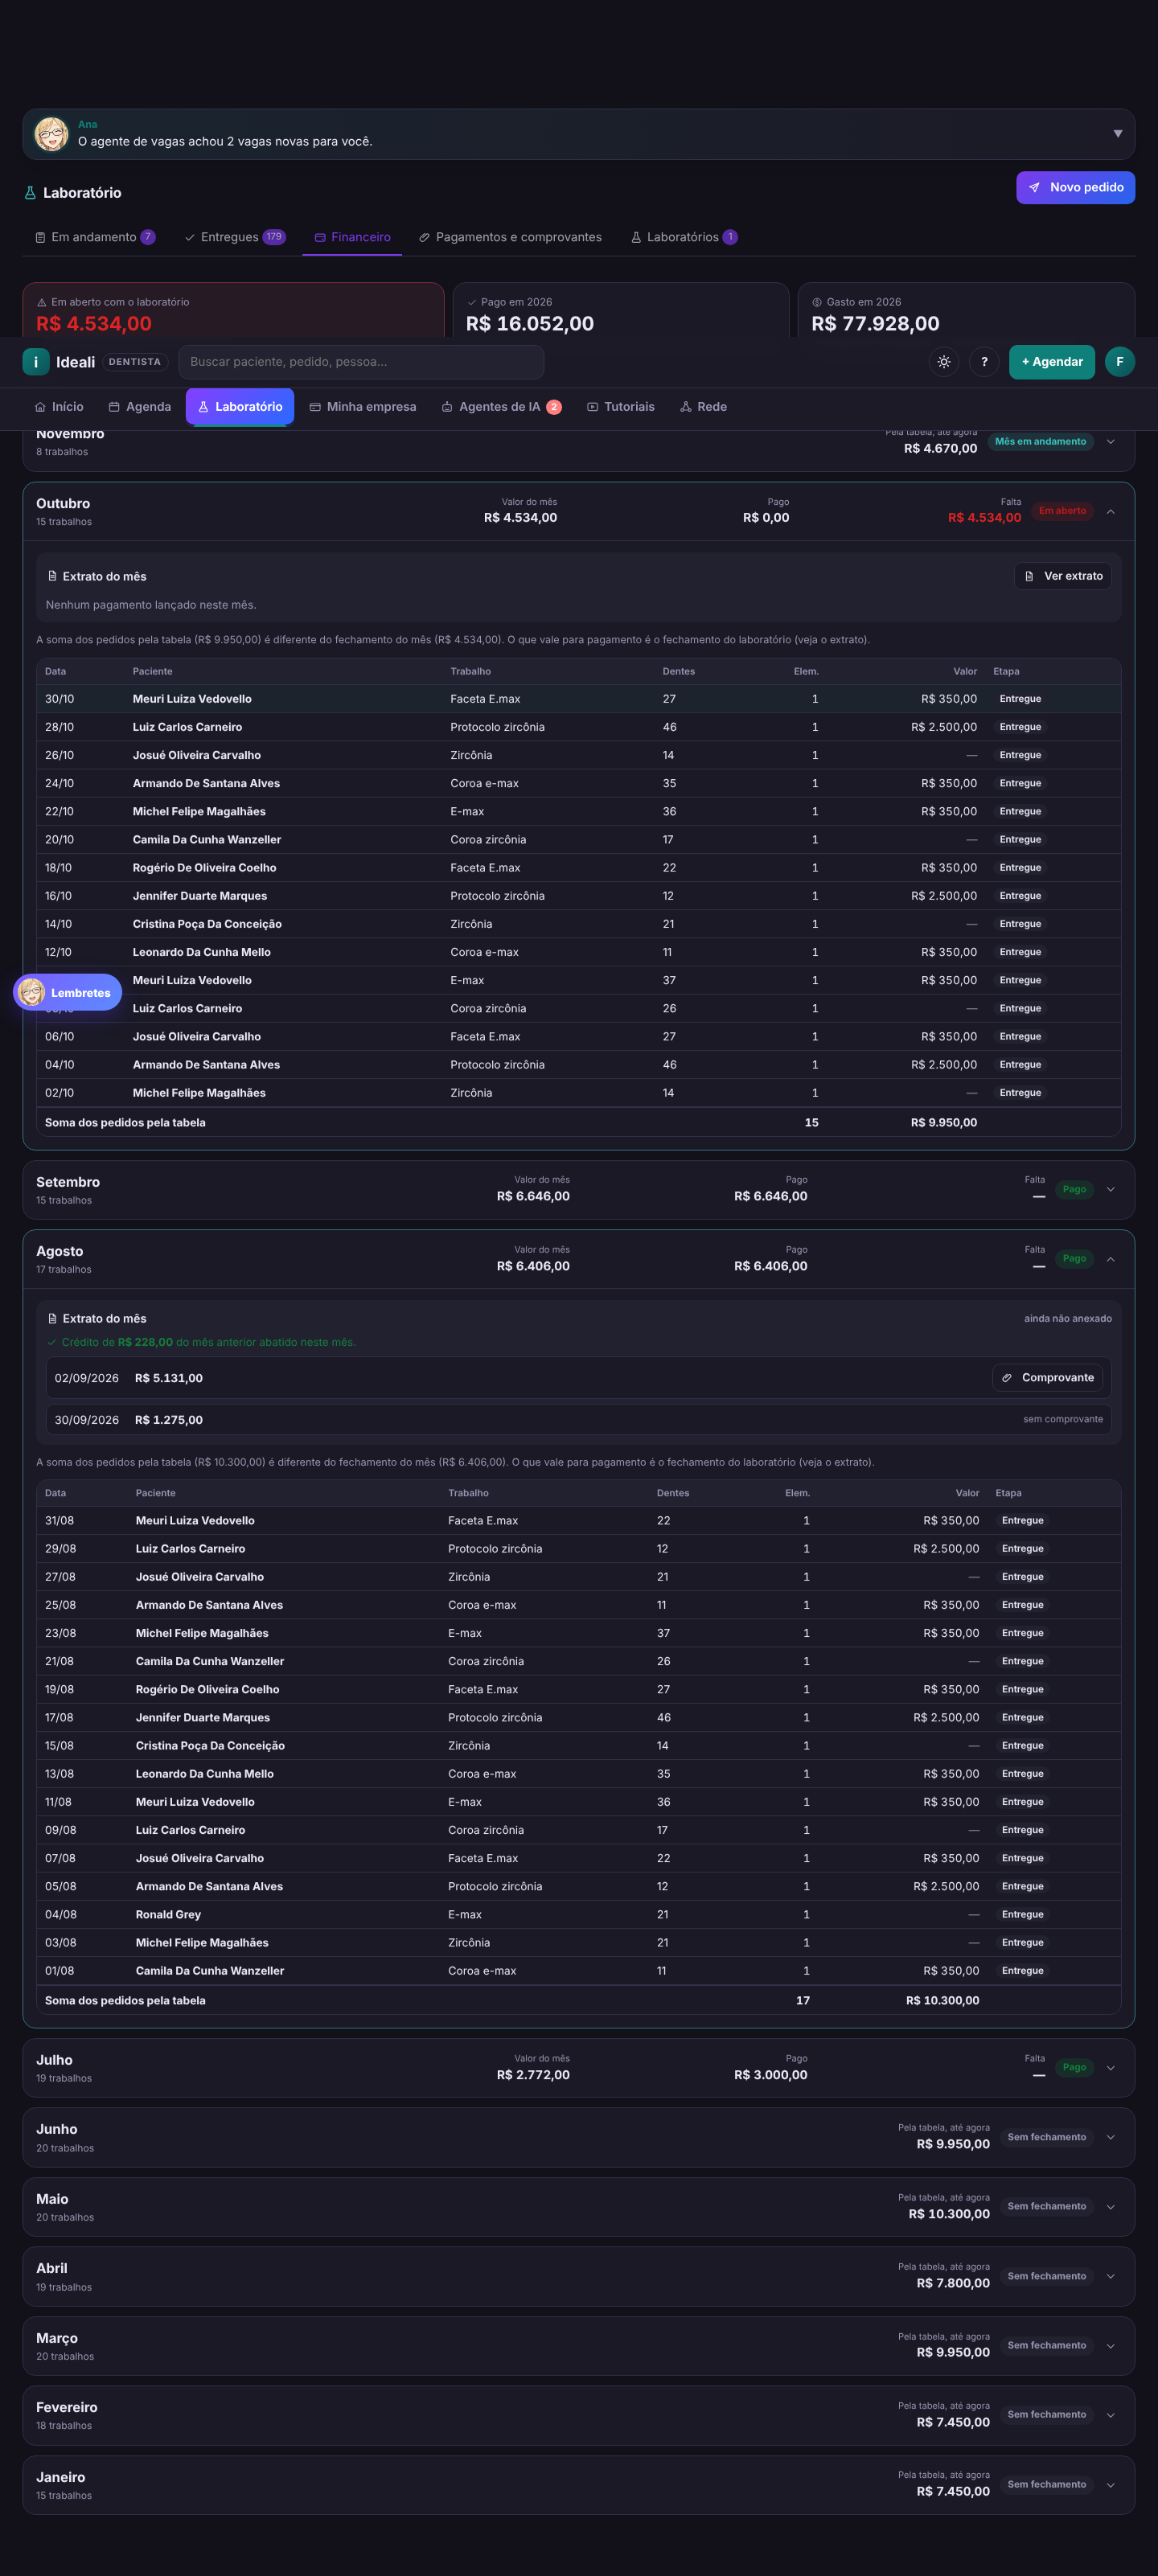 Ana
O agente de vagas achou 2 vagas novas para você.
Laboratório
Novo pedido
Em andamento 7
Entregues 179
Financeiro
Pagamentos e comprovantes
Laboratórios 1
Em aberto com o laboratório
R$ 4.534,00
Pago em 2026
R$ 16.052,00
Gasto em 2026
R$ 77.928,00
i Ideali DENTISTA
Buscar paciente, pedido, pessoa...
?
+ Agendar
F
Início
Agenda
Laboratório
Minha empresa
Agentes de IA 2
Tutoriais
Rede
Novembro
8 trabalhos
Pela tabela, até agora
R$ 4.670,00
Mês em andamento
Outubro
15 trabalhos
Valor do mês
R$ 4.534,00
Pago
R$ 0,00
Falta
R$ 4.534,00
Em aberto
Extrato do mês
Ver extrato
Nenhum pagamento lançado neste mês.
A soma dos pedidos pela tabela (R$ 9.950,00) é diferente do fechamento do mês (R$ 4.534,00). O que vale para pagamento é o fechamento do laboratório (veja o extrato).
Data Paciente Trabalho Dentes Elem. Valor Etapa
30/10 Meuri Luiza Vedovello Faceta E.max 27 1 R$ 350,00 Entregue
28/10 Luiz Carlos Carneiro Protocolo zircônia 46 1 R$ 2.500,00 Entregue
26/10 Josué Oliveira Carvalho Zircônia 14 1 — Entregue
24/10 Armando De Santana Alves Coroa e-max 35 1 R$ 350,00 Entregue
22/10 Michel Felipe Magalhães E-max 36 1 R$ 350,00 Entregue
20/10 Camila Da Cunha Wanzeller Coroa zircônia 17 1 — Entregue
18/10 Rogério De Oliveira Coelho Faceta E.max 22 1 R$ 350,00 Entregue
16/10 Jennifer Duarte Marques Protocolo zircônia 12 1 R$ 2.500,00 Entregue
14/10 Cristina Poça Da Conceição Zircônia 21 1 — Entregue
12/10 Leonardo Da Cunha Mello Coroa e-max 11 1 R$ 350,00 Entregue
Meuri Luiza Vedovello E-max 37 1 R$ 350,00 Entregue
Lembretes
Luiz Carlos Carneiro Coroa zircônia 26 1 — Entregue
06/10 Josué Oliveira Carvalho Faceta E.max 27 1 R$ 350,00 Entregue
04/10 Armando De Santana Alves Protocolo zircônia 46 1 R$ 2.500,00 Entregue
02/10 Michel Felipe Magalhães Zircônia 14 1 — Entregue
Soma dos pedidos pela tabela 15 R$ 9.950,00
Setembro
15 trabalhos
Valor do mês
R$ 6.646,00
Pago
R$ 6.646,00
Falta
—
Pago
Agosto
17 trabalhos
Valor do mês
R$ 6.406,00
Pago
R$ 6.406,00
Falta
—
Pago
Extrato do mês
ainda não anexado
Crédito de R$ 228,00 do mês anterior abatido neste mês.
02/09/2026 R$ 5.131,00 Comprovante
30/09/2026 R$ 1.275,00 sem comprovante
A soma dos pedidos pela tabela (R$ 10.300,00) é diferente do fechamento do mês (R$ 6.406,00). O que vale para pagamento é o fechamento do laboratório (veja o extrato).
Data Paciente Trabalho Dentes Elem. Valor Etapa
31/08 Meuri Luiza Vedovello Faceta E.max 22 1 R$ 350,00 Entregue
29/08 Luiz Carlos Carneiro Protocolo zircônia 12 1 R$ 2.500,00 Entregue
27/08 Josué Oliveira Carvalho Zircônia 21 1 — Entregue
25/08 Armando De Santana Alves Coroa e-max 11 1 R$ 350,00 Entregue
23/08 Michel Felipe Magalhães E-max 37 1 R$ 350,00 Entregue
21/08 Camila Da Cunha Wanzeller Coroa zircônia 26 1 — Entregue
19/08 Rogério De Oliveira Coelho Faceta E.max 27 1 R$ 350,00 Entregue
17/08 Jennifer Duarte Marques Protocolo zircônia 46 1 R$ 2.500,00 Entregue
15/08 Cristina Poça Da Conceição Zircônia 14 1 — Entregue
13/08 Leonardo Da Cunha Mello Coroa e-max 35 1 R$ 350,00 Entregue
11/08 Meuri Luiza Vedovello E-max 36 1 R$ 350,00 Entregue
09/08 Luiz Carlos Carneiro Coroa zircônia 17 1 — Entregue
07/08 Josué Oliveira Carvalho Faceta E.max 22 1 R$ 350,00 Entregue
05/08 Armando De Santana Alves Protocolo zircônia 12 1 R$ 2.500,00 Entregue
04/08 Ronald Grey E-max 21 1 — Entregue
03/08 Michel Felipe Magalhães Zircônia 21 1 — Entregue
01/08 Camila Da Cunha Wanzeller Coroa e-max 11 1 R$ 350,00 Entregue
Soma dos pedidos pela tabela 17 R$ 10.300,00
Julho
19 trabalhos
Valor do mês
R$ 2.772,00
Pago
R$ 3.000,00
Falta
—
Pago
Junho
20 trabalhos
Pela tabela, até agora
R$ 9.950,00
Sem fechamento
Maio
20 trabalhos
Pela tabela, até agora
R$ 10.300,00
Sem fechamento
Abril
19 trabalhos
Pela tabela, até agora
R$ 7.800,00
Sem fechamento
Março
20 trabalhos
Pela tabela, até agora
R$ 9.950,00
Sem fechamento
Fevereiro
18 trabalhos
Pela tabela, até agora
R$ 7.450,00
Sem fechamento
Janeiro
15 trabalhos
Pela tabela, até agora
R$ 7.450,00
Sem fechamento